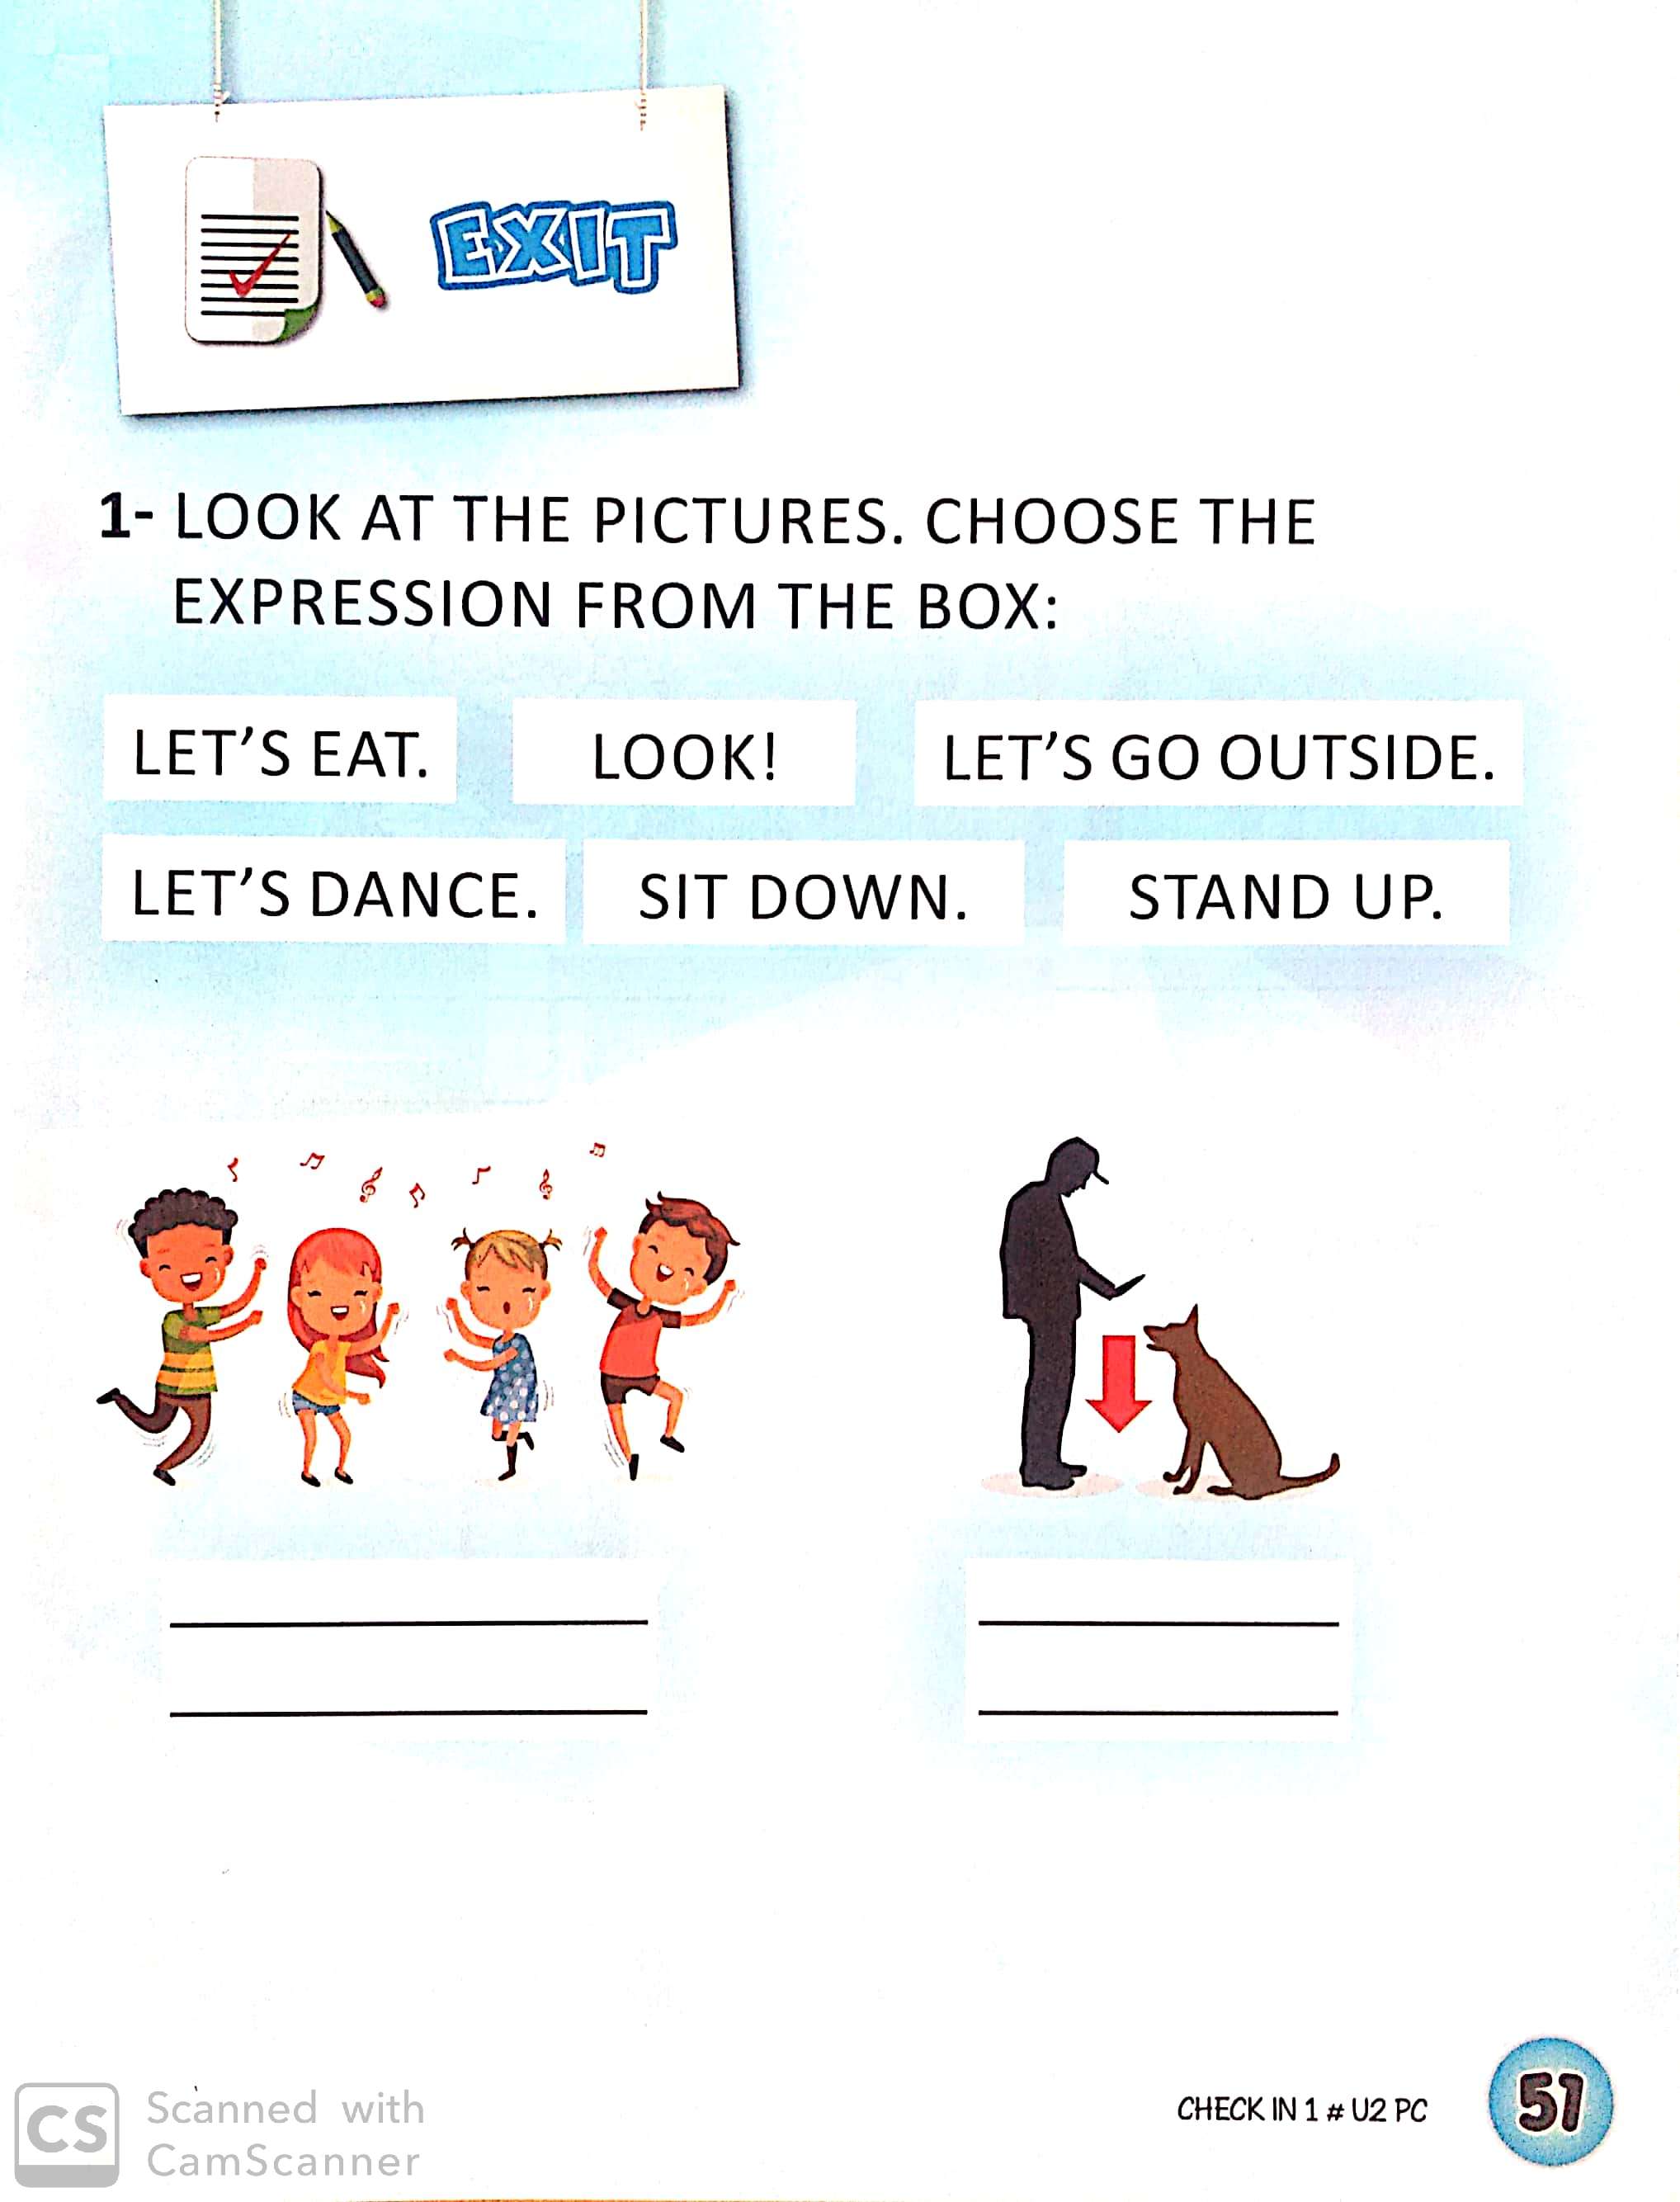 EXIT
1- LOOK AT THE PICTURES. CHOOSE THE
EXPRESSION FROM THE BOX:
LET'S EAT. LOOK! LET'S GO OUTSIDE.
LET'S DANCE. SIT DOWN. STAND UP.
CHECK IN 1 # U2 PC 51
CS Scanned with
CamScanner